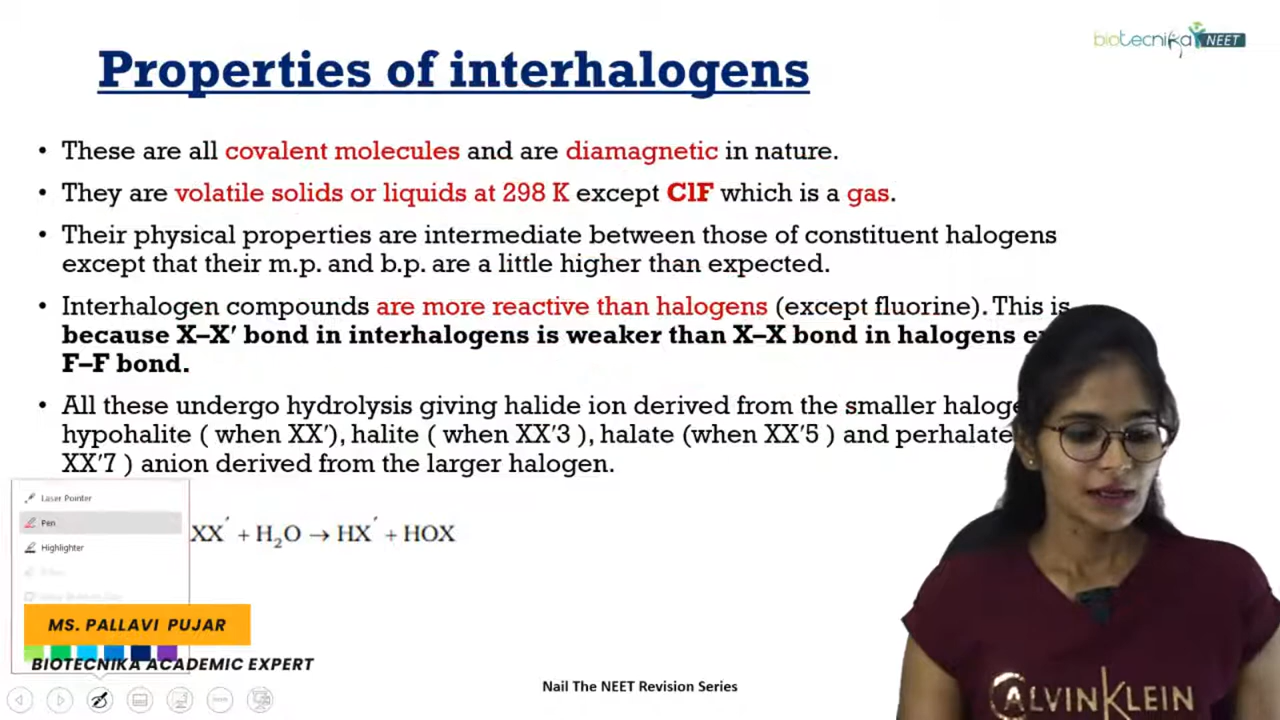 biotecnika NEET
Properties of interhalogens
• These are all covalent molecules and are diamagnetic in nature.
• They are volatile solids or liquids at 298 K except ClF which is a gas.
• Their physical properties are intermediate between those of constituent halogens
except that their m.p. and b.p. are a little higher than expected.
• Interhalogen compounds are more reactive than halogens (except fluorine). This is
because X–X′ bond in interhalogens is weaker than X–X bond in halogens
F–F bond.
• All these undergo hydrolysis giving halide ion derived from the smaller
hypohalite ( when XX′), halite ( when XX′3 ), halate (when XX′5 ) and perhalate
XX′7 ) anion derived from the larger halogen.
Laser Pointer
Pen
Highlighter
XX′ + H₂O → HX′ + HOX
MS. PALLAVI PUJAR
BIOTECNIKA ACADEMIC EXPERT
Nail The NEET Revision Series
CALVIN KLEIN